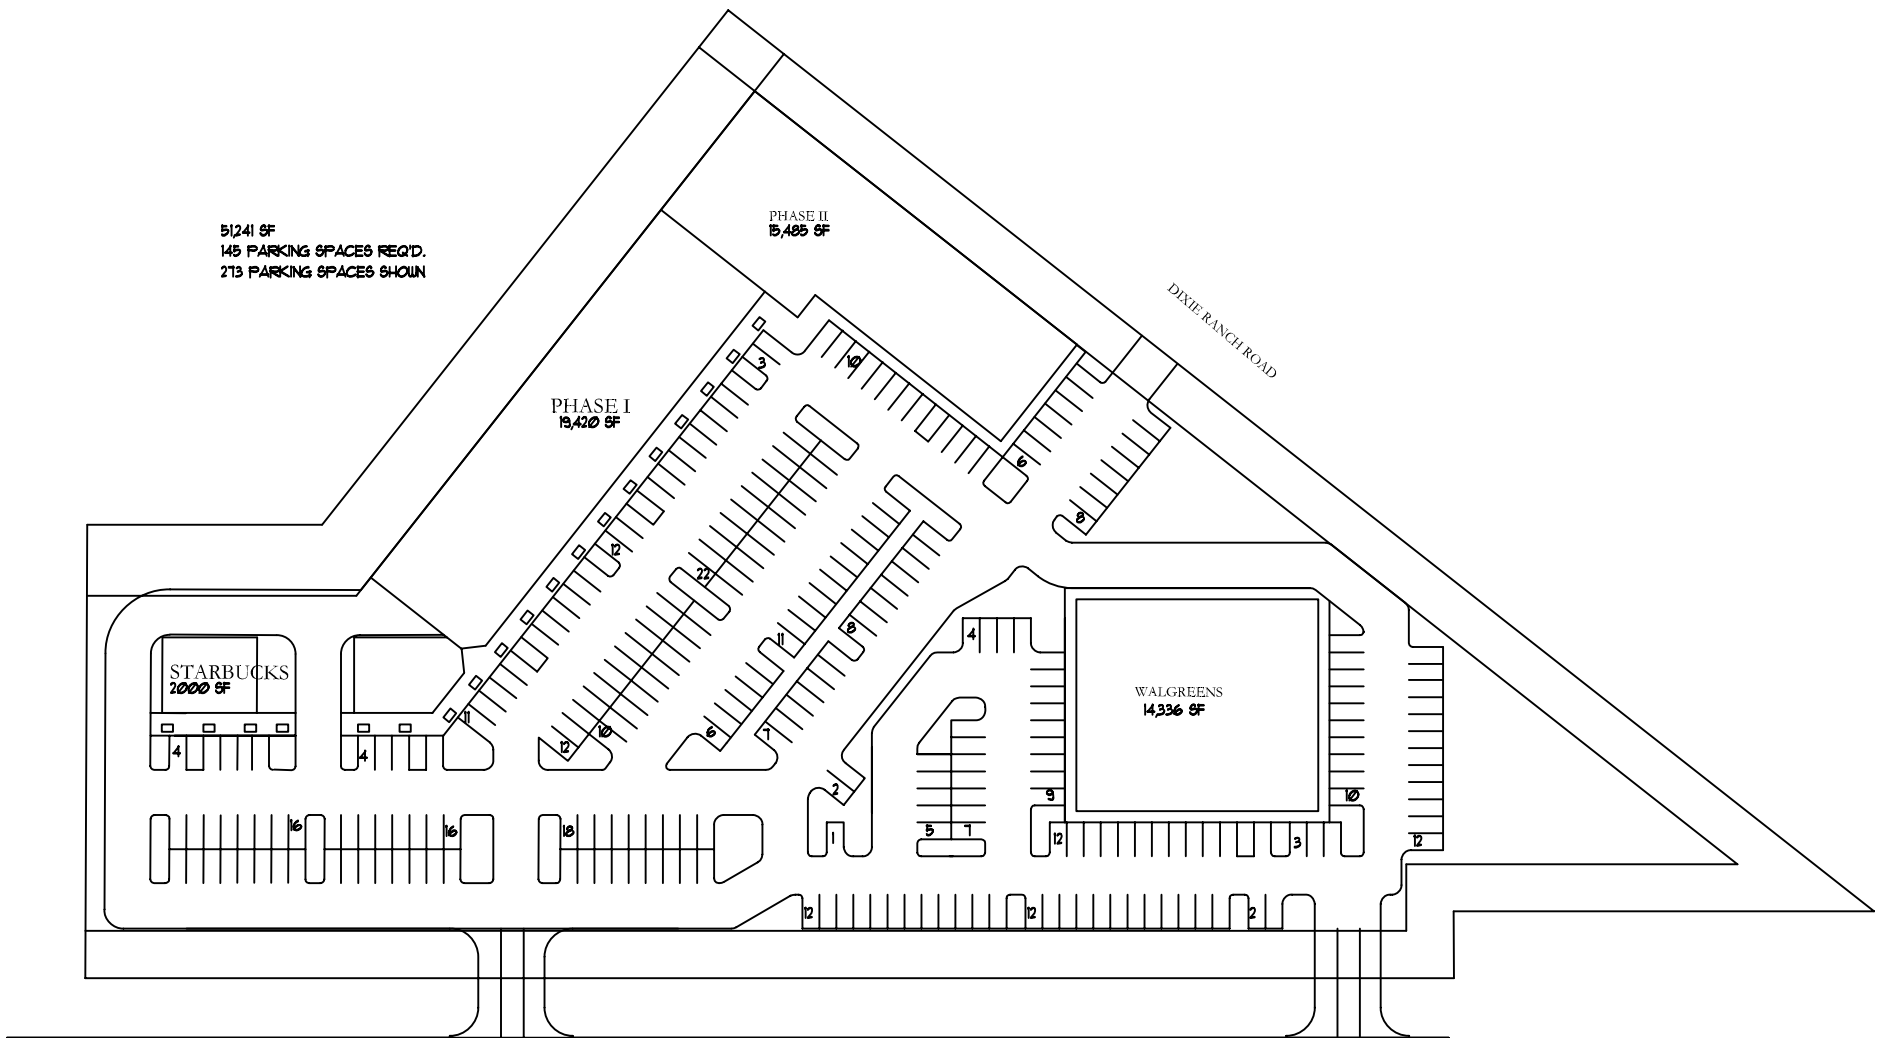 PHASE II
15,485 SF
51,241 SF
145 PARKING SPACES REQ'D.
273 PARKING SPACES SHOWN
DIXIE RANCH ROAD
10
3
PHASE I
19,420 SF
6
8
12
22
11
8
4
STARBUCKS
2000 SF
WALGREENS
14,336 SF
11
4
4
12
10
6
7
2
9
10
16
16
18
1
5
7
12
3
12
12
12
2